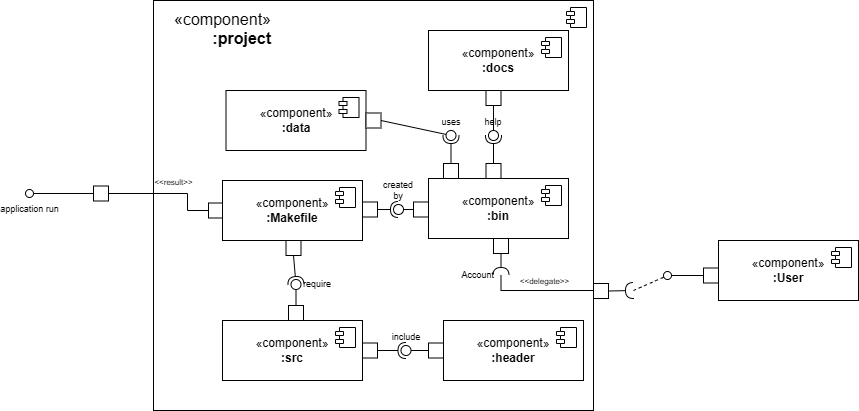 «component»
:project
«component»
:docs
«component»
:data
uses
help
<<result>>
application run
«component»
:Makefile
created
by
«component»
:bin
Account
<<delegate>>
«component»
:User
require
«component»
:src
include
«component»
:header